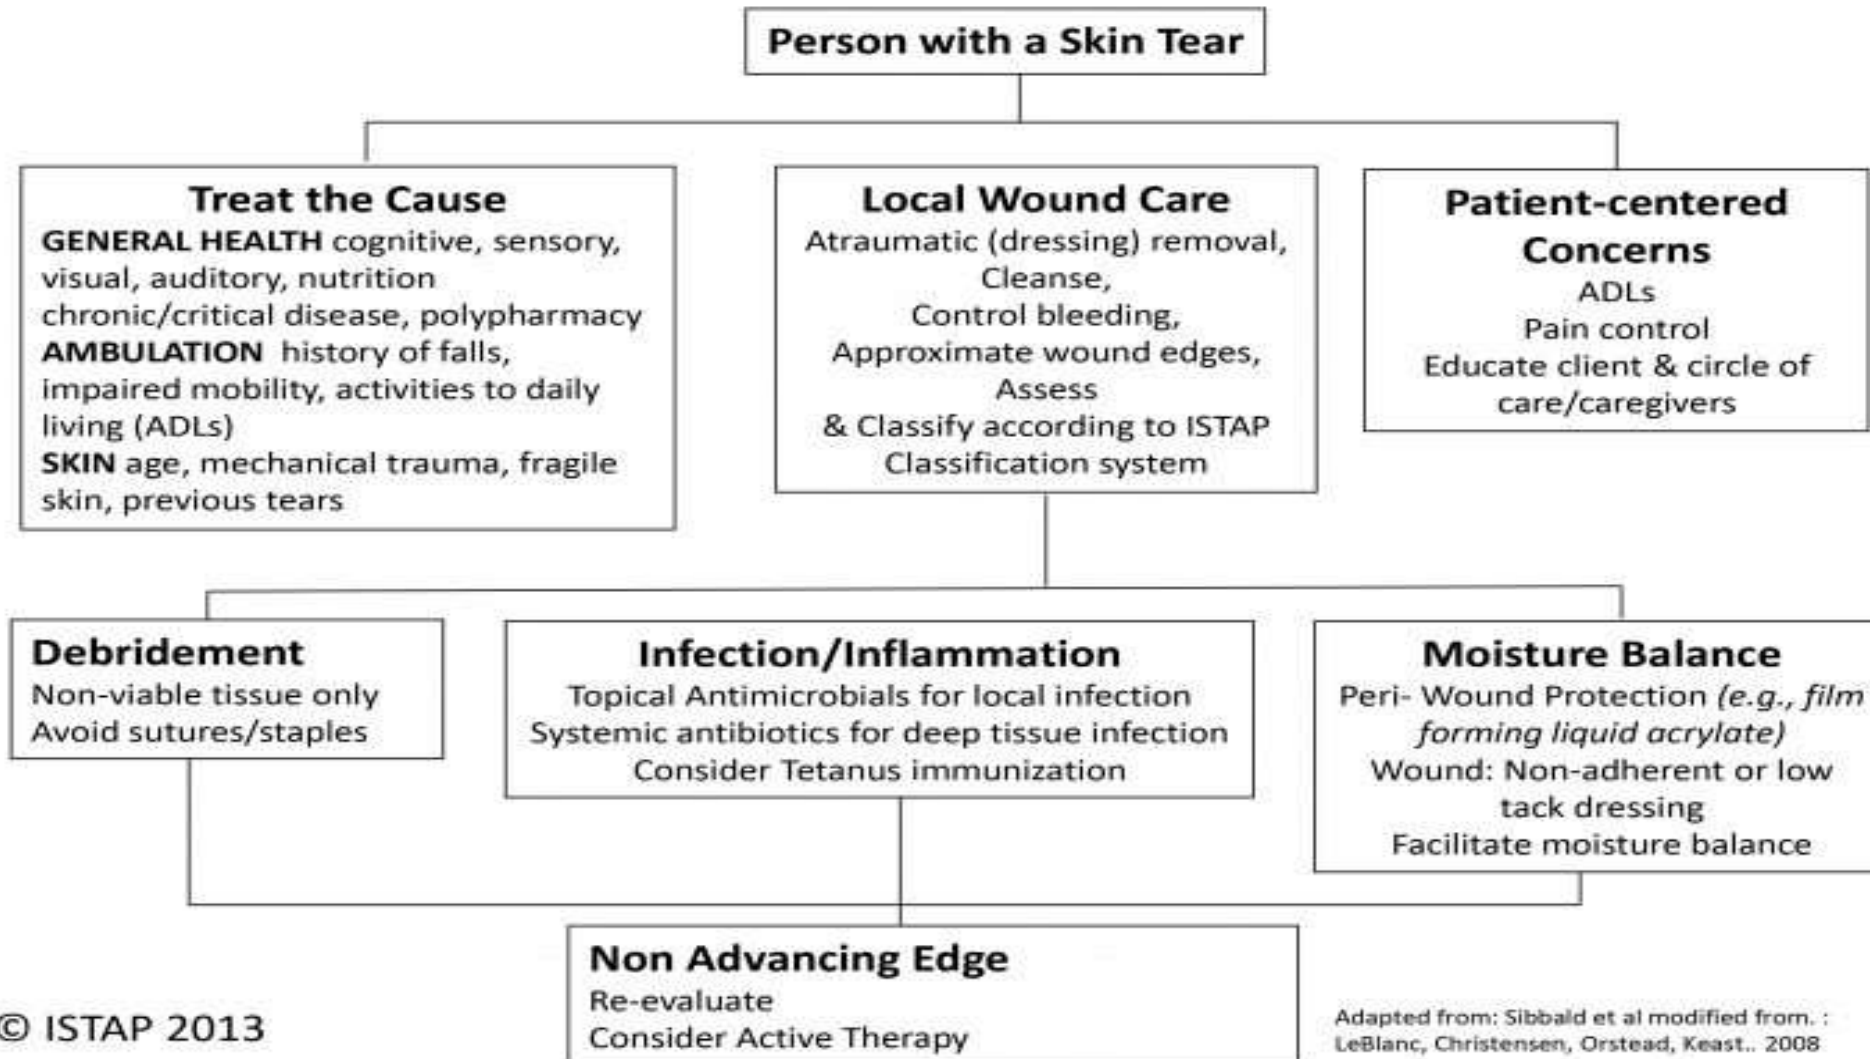 Person with a Skin Tear
Treat the Cause
GENERAL HEALTH cognitive, sensory,
visual, auditory, nutrition
chronic/critical disease, polypharmacy
AMBULATION history of falls,
impaired mobility, activities to daily
living (ADLs)
SKIN age, mechanical trauma, fragile
skin, previous tears
Local Wound Care
Atraumatic (dressing) removal,
Cleanse,
Control bleeding,
Approximate wound edges,
Assess
& Classify according to ISTAP
Classification system
Patient-centered
Concerns
ADLs
Pain control
Educate client & circle of
care/caregivers
Debridement
Non-viable tissue only
Avoid sutures/staples
Infection/Inflammation
Topical Antimicrobials for local infection
Systemic antibiotics for deep tissue infection
Consider Tetanus immunization
Moisture Balance
Peri- Wound Protection (e.g., film
forming liquid acrylate)
Wound: Non-adherent or low
tack dressing
Facilitate moisture balance
Non Advancing Edge
Re-evaluate
Consider Active Therapy
© ISTAP 2013
Adapted from: Sibbald et al modified from. :
LeBlanc, Christensen, Orstead, Keast.. 2008